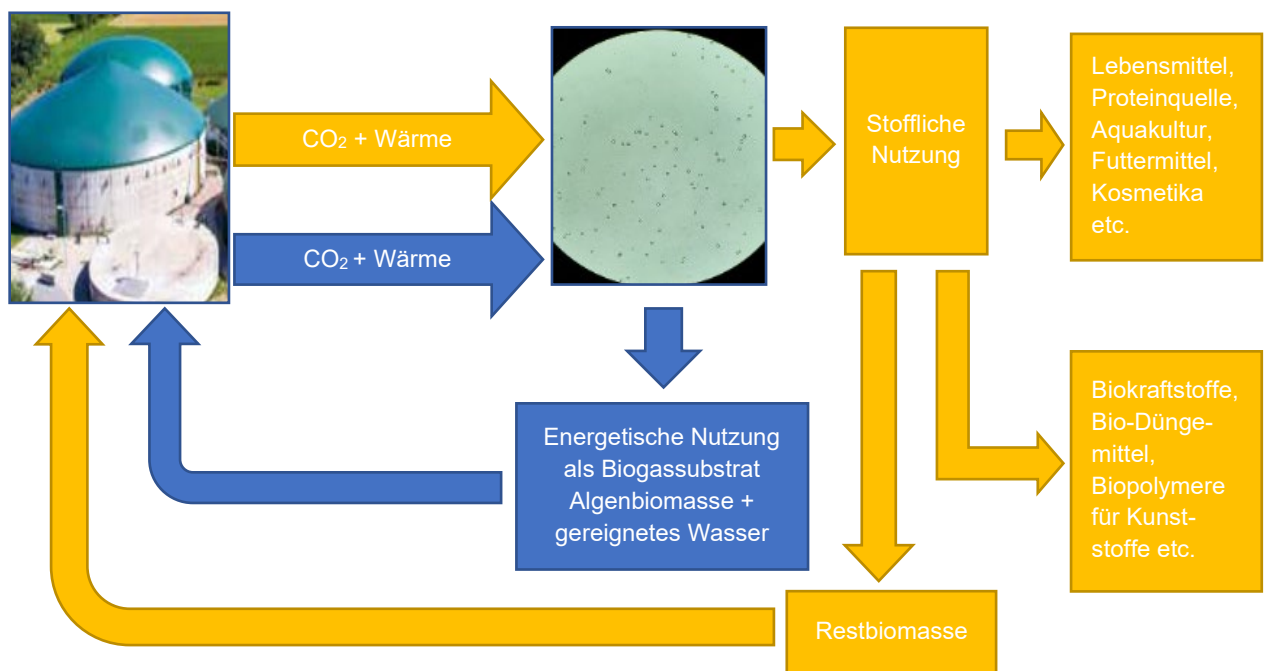 CO₂ + Wärme
CO₂ + Wärme
Stoffliche
Nutzung
Lebensmittel,
Proteinquelle,
Aquakultur,
Futtermittel,
Kosmetika
etc.
Energetische Nutzung
als Biogassubstrat
Algenbiomasse +
gereignetes Wasser
Biokraftstoffe,
Bio-Dünge-
mittel,
Biopolymere
für Kunst-
stoffe etc.
Restbiomasse